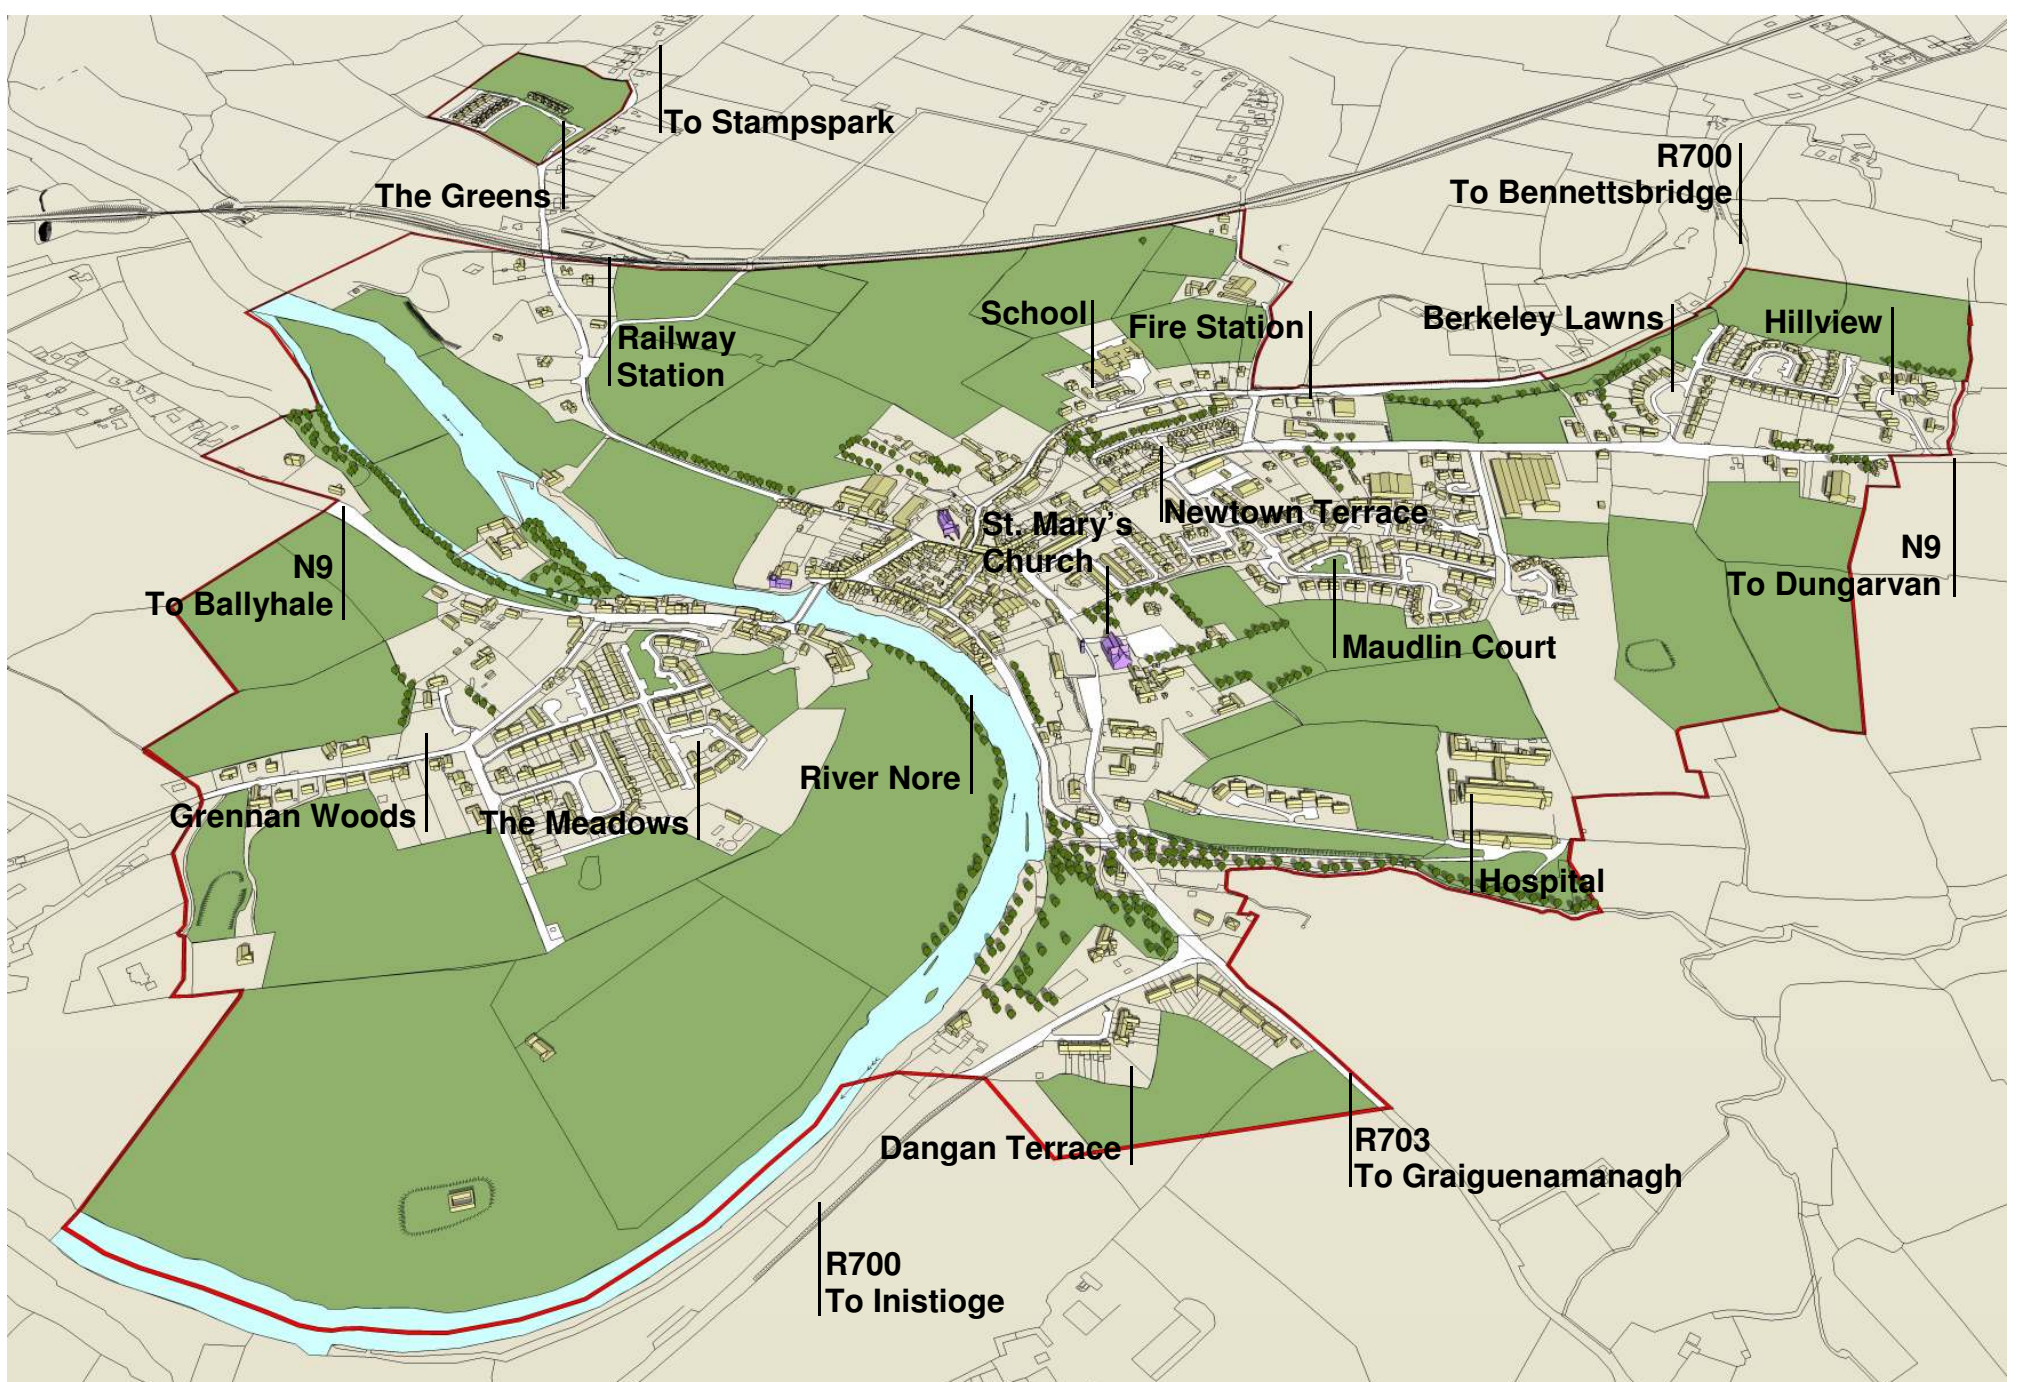 To Stampspark
R700
To Bennettsbridge
The Greens
School
Fire Station
Berkeley Lawns
Hillview
Railway
Station
Newtown Terrace
St. Mary's
Church
N9
To Ballyhale
N9
To Dungarvan
Maudlin Court
River Nore
Grennan Woods
The Meadows
Hospital
Dangan Terrace
R703
To Graiguenamanagh
R700
To Inistioge